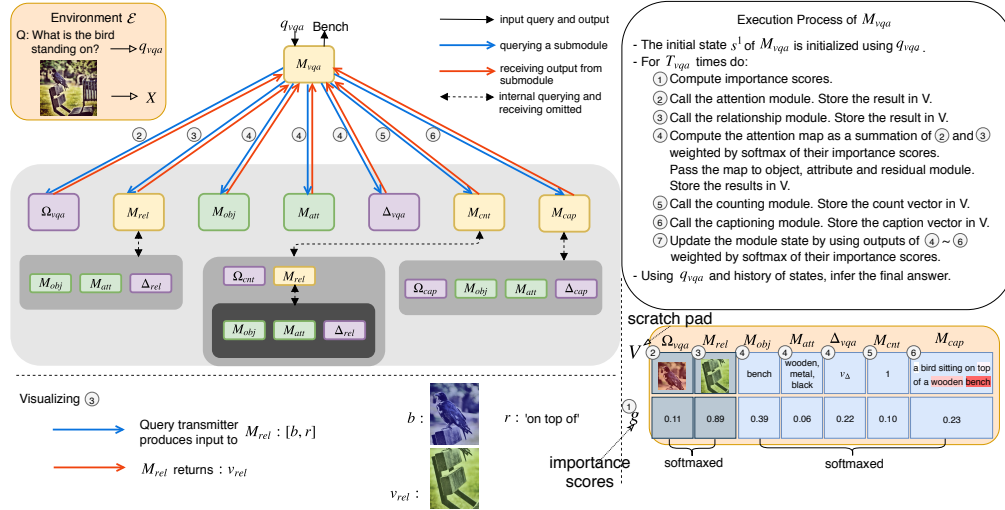 Environment ℰ
Q: What is the bird
standing on?
q_vqa
X
q_vqa
Bench
M_vqa
input query and output
querying a submodule
receiving output from
submodule
internal querying and
receiving omitted
2
3
4
4
4
5
6
Ω_vqa
M_rel
M_obj
M_att
Δ_vqa
M_cnt
M_cap
M_obj
M_att
Δ_rel
Ω_cnt
M_rel
M_obj
M_att
Δ_rel
Ω_cap
M_obj
M_att
Δ_cap
Visualizing ③
Query transmitter
produces input to M_rel : [b, r]
M_rel returns : v_rel
b :
r : 'on top of'
v_rel :
Execution Process of M_vqa
- The initial state s¹ of M_vqa is initialized using q_vqa .
- For T_vqa times do:
① Compute importance scores.
② Call the attention module. Store the result in V.
③ Call the relationship module. Store the result in V.
④ Compute the attention map as a summation of ② and ③
weighted by softmax of their importance scores.
Pass the map to object, attribute and residual module.
Store the results in V.
⑤ Call the counting module. Store the count vector in V.
⑥ Call the captioning module. Store the caption vector in V.
⑦ Update the module state by using outputs of ④ ~ ⑥
weighted by softmax of their importance scores.
- Using q_vqa and history of states, infer the final answer.
scratch pad
V
Ω_vqa M_rel M_obj M_att Δ_vqa M_cnt M_cap
② ③ ④ ④ ④ ⑤ ⑥
bench
wooden,
metal,
black
v_Δ
1
a bird sitting on top
of a wooden bench
①
g
0.11 0.89 0.39 0.06 0.22 0.10 0.23
softmaxed softmaxed
importance
scores